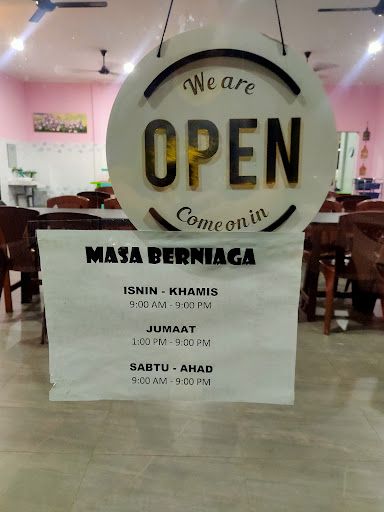 We are
OPEN
Come on in
MASA BERNIAGA
ISNIN - KHAMIS
9:00 AM - 9:00 PM
JUMAAT
1:00 PM - 9:00 PM
SABTU - AHAD
9:00 AM - 9:00 PM